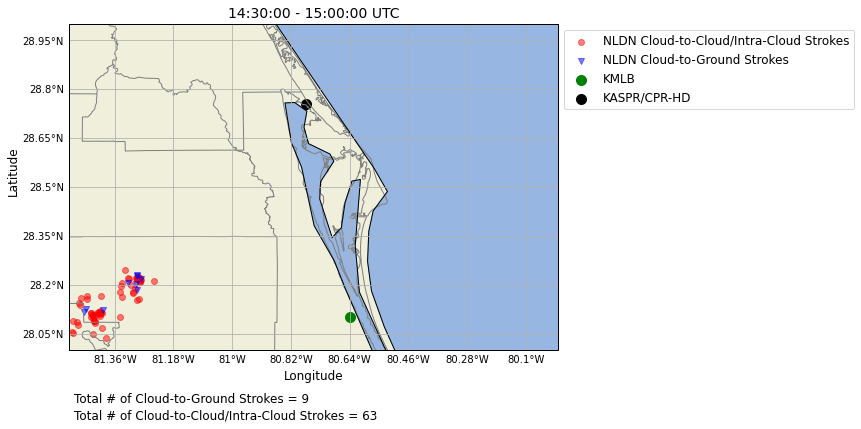 14:30:00 - 15:00:00 UTC
NLDN Cloud-to-Cloud/Intra-Cloud Strokes
NLDN Cloud-to-Ground Strokes
KMLB
KASPR/CPR-HD
Latitude
28.95°N
28.8°N
28.65°N
28.5°N
28.35°N
28.2°N
28.05°N
81.36°W 81.18°W 81°W 80.82°W 80.64°W 80.46°W 80.28°W 80.1°W
Longitude
Total # of Cloud-to-Ground Strokes = 9
Total # of Cloud-to-Cloud/Intra-Cloud Strokes = 63